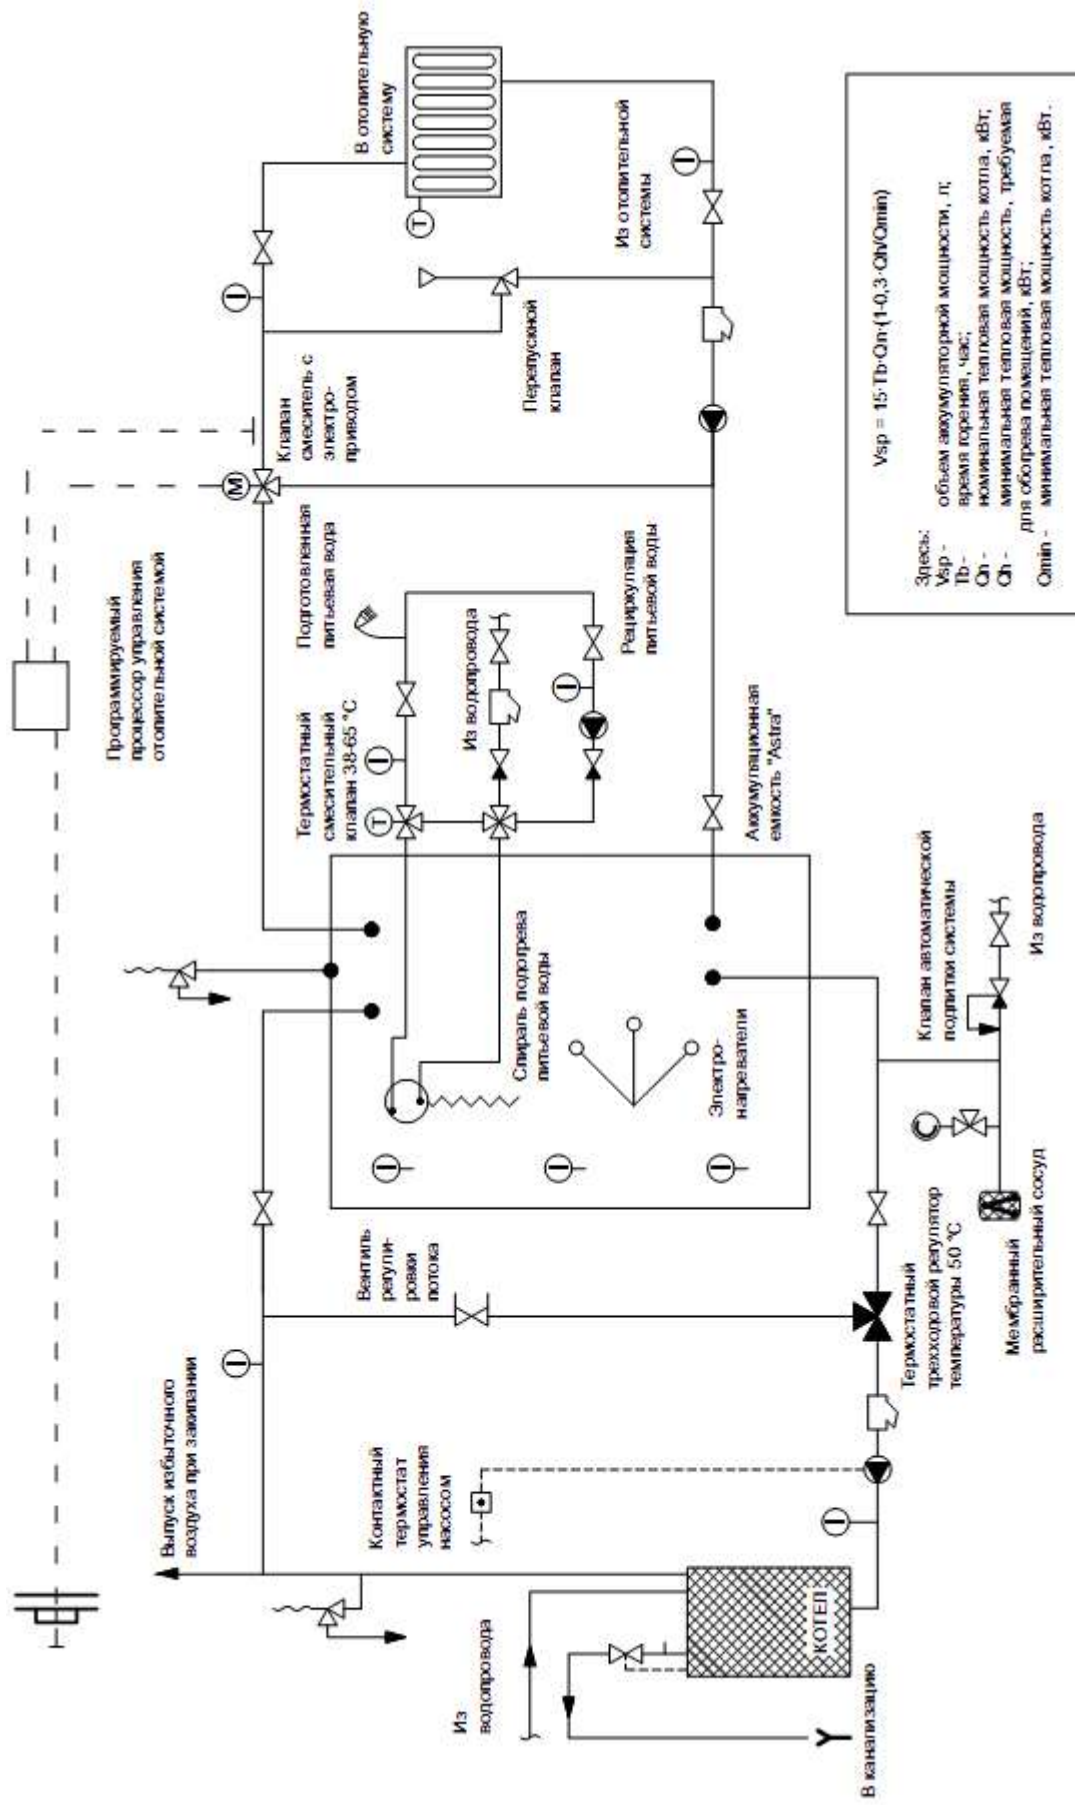 Выпуск избыточного
воздуха при закипании
Программируемый
процессор управления
отопительной системой
Клапан
смеситель с
электро-
приводом
В отопительную
систему
М
Т
Перепускной
клапан
Из отопительной
системы
Подготовленная
питьевая вода
Термостатный
смесительный
клапан 38-65 °С
Т
Из водопровода
Рециркуляция
питьевой воды
Аккумуляционная
емкость "Astra"
Спираль подогрева
питьевой воды
Электро-
нагреватели
Вентиль
регули-
ровки
потока
Контактный
термостат
управления
насосом
Из
водопровода
КОТЕЛ
В канализацию
Термостатный
трехходовой регулятор
температуры 50 °С
Мембранный
расширительный сосуд
Клапан автоматической
подпитки системы
Из водопровода
Vsp = 15·Tb·Qn·(1-0,3·Qh/Qmin)
Здесь:
Vsp - объем аккумуляторной мощности, л;
Tb - время горения, час;
Qn - номинальная тепловая мощность котла, кВт;
Qh - минимальная тепловая мощность, требуемая
для обогрева помещений, кВт;
Qmin - минимальная тепловая мощность котла, кВт.